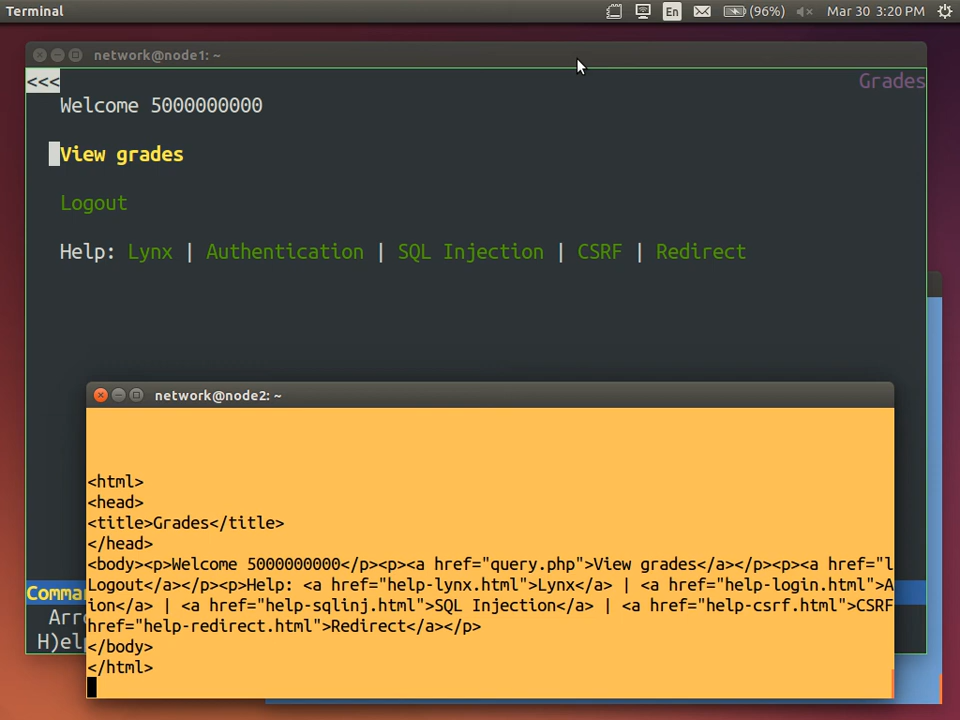 Terminal
En
(96%)
Mar 30 3:20 PM
network@node1: ~
<<<
Grades
Welcome 5000000000
View grades
Logout
Help: Lynx | Authentication | SQL Injection | CSRF | Redirect
Comma
Arr
H)el
network@node2: ~
<html>
<head>
<title>Grades</title>
</head>
<body><p>Welcome 5000000000</p><p><a href="query.php">View grades</a></p><p><a href="l
Logout</a></p><p>Help: <a href="help-lynx.html">Lynx</a> | <a href="help-login.html">A
ion</a> | <a href="help-sqlinj.html">SQL Injection</a> | <a href="help-csrf.html">CSRF
href="help-redirect.html">Redirect</a></p>
</body>
</html>